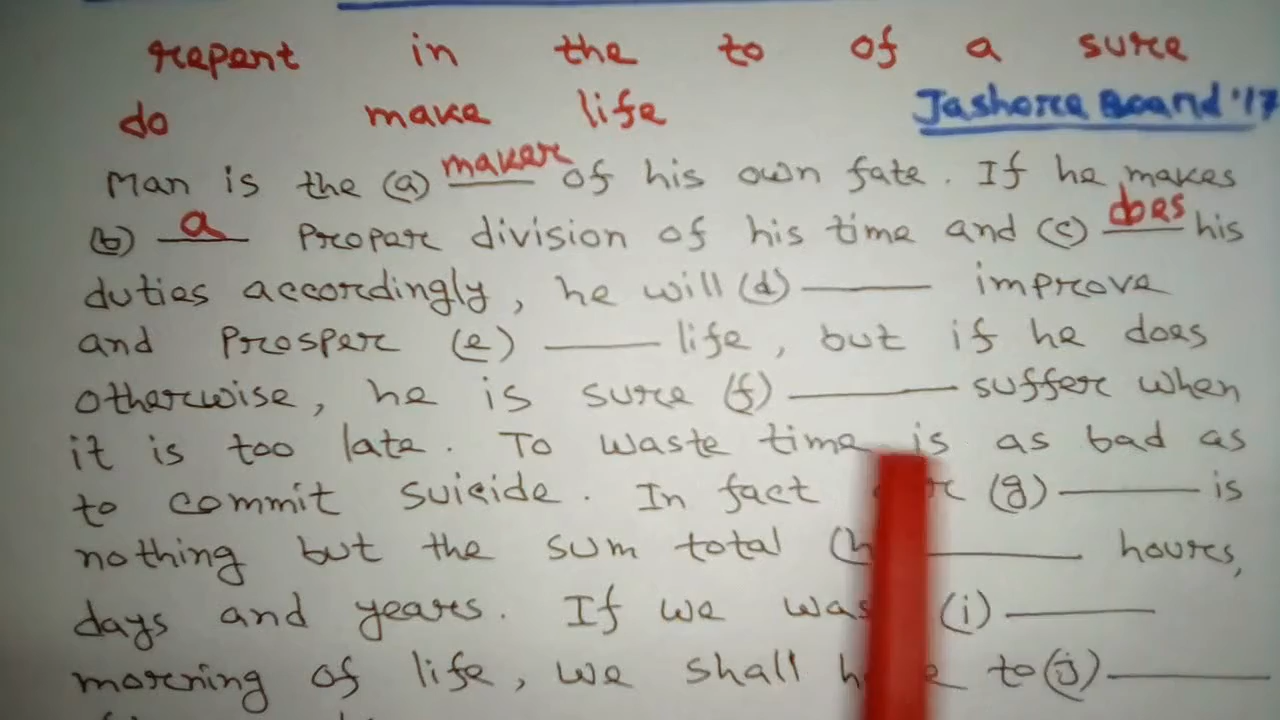 repent in the to of a sure
do make life Jashore Board '17
Man is the (a) maker of his own fate. If he makes
(b) a proper division of his time and (c) does his
duties accordingly, he will (d) ______ improve
and prosper (e) ______ life, but if he does
otherwise, he is sure (f) ______ suffer when
it is too late. To waste time is as bad as
to commit suicide. In fact (g) ______ is
nothing but the sum total (h ______ hours,
days and years. If we (i) ______
morning of life, we shall to (j) ______